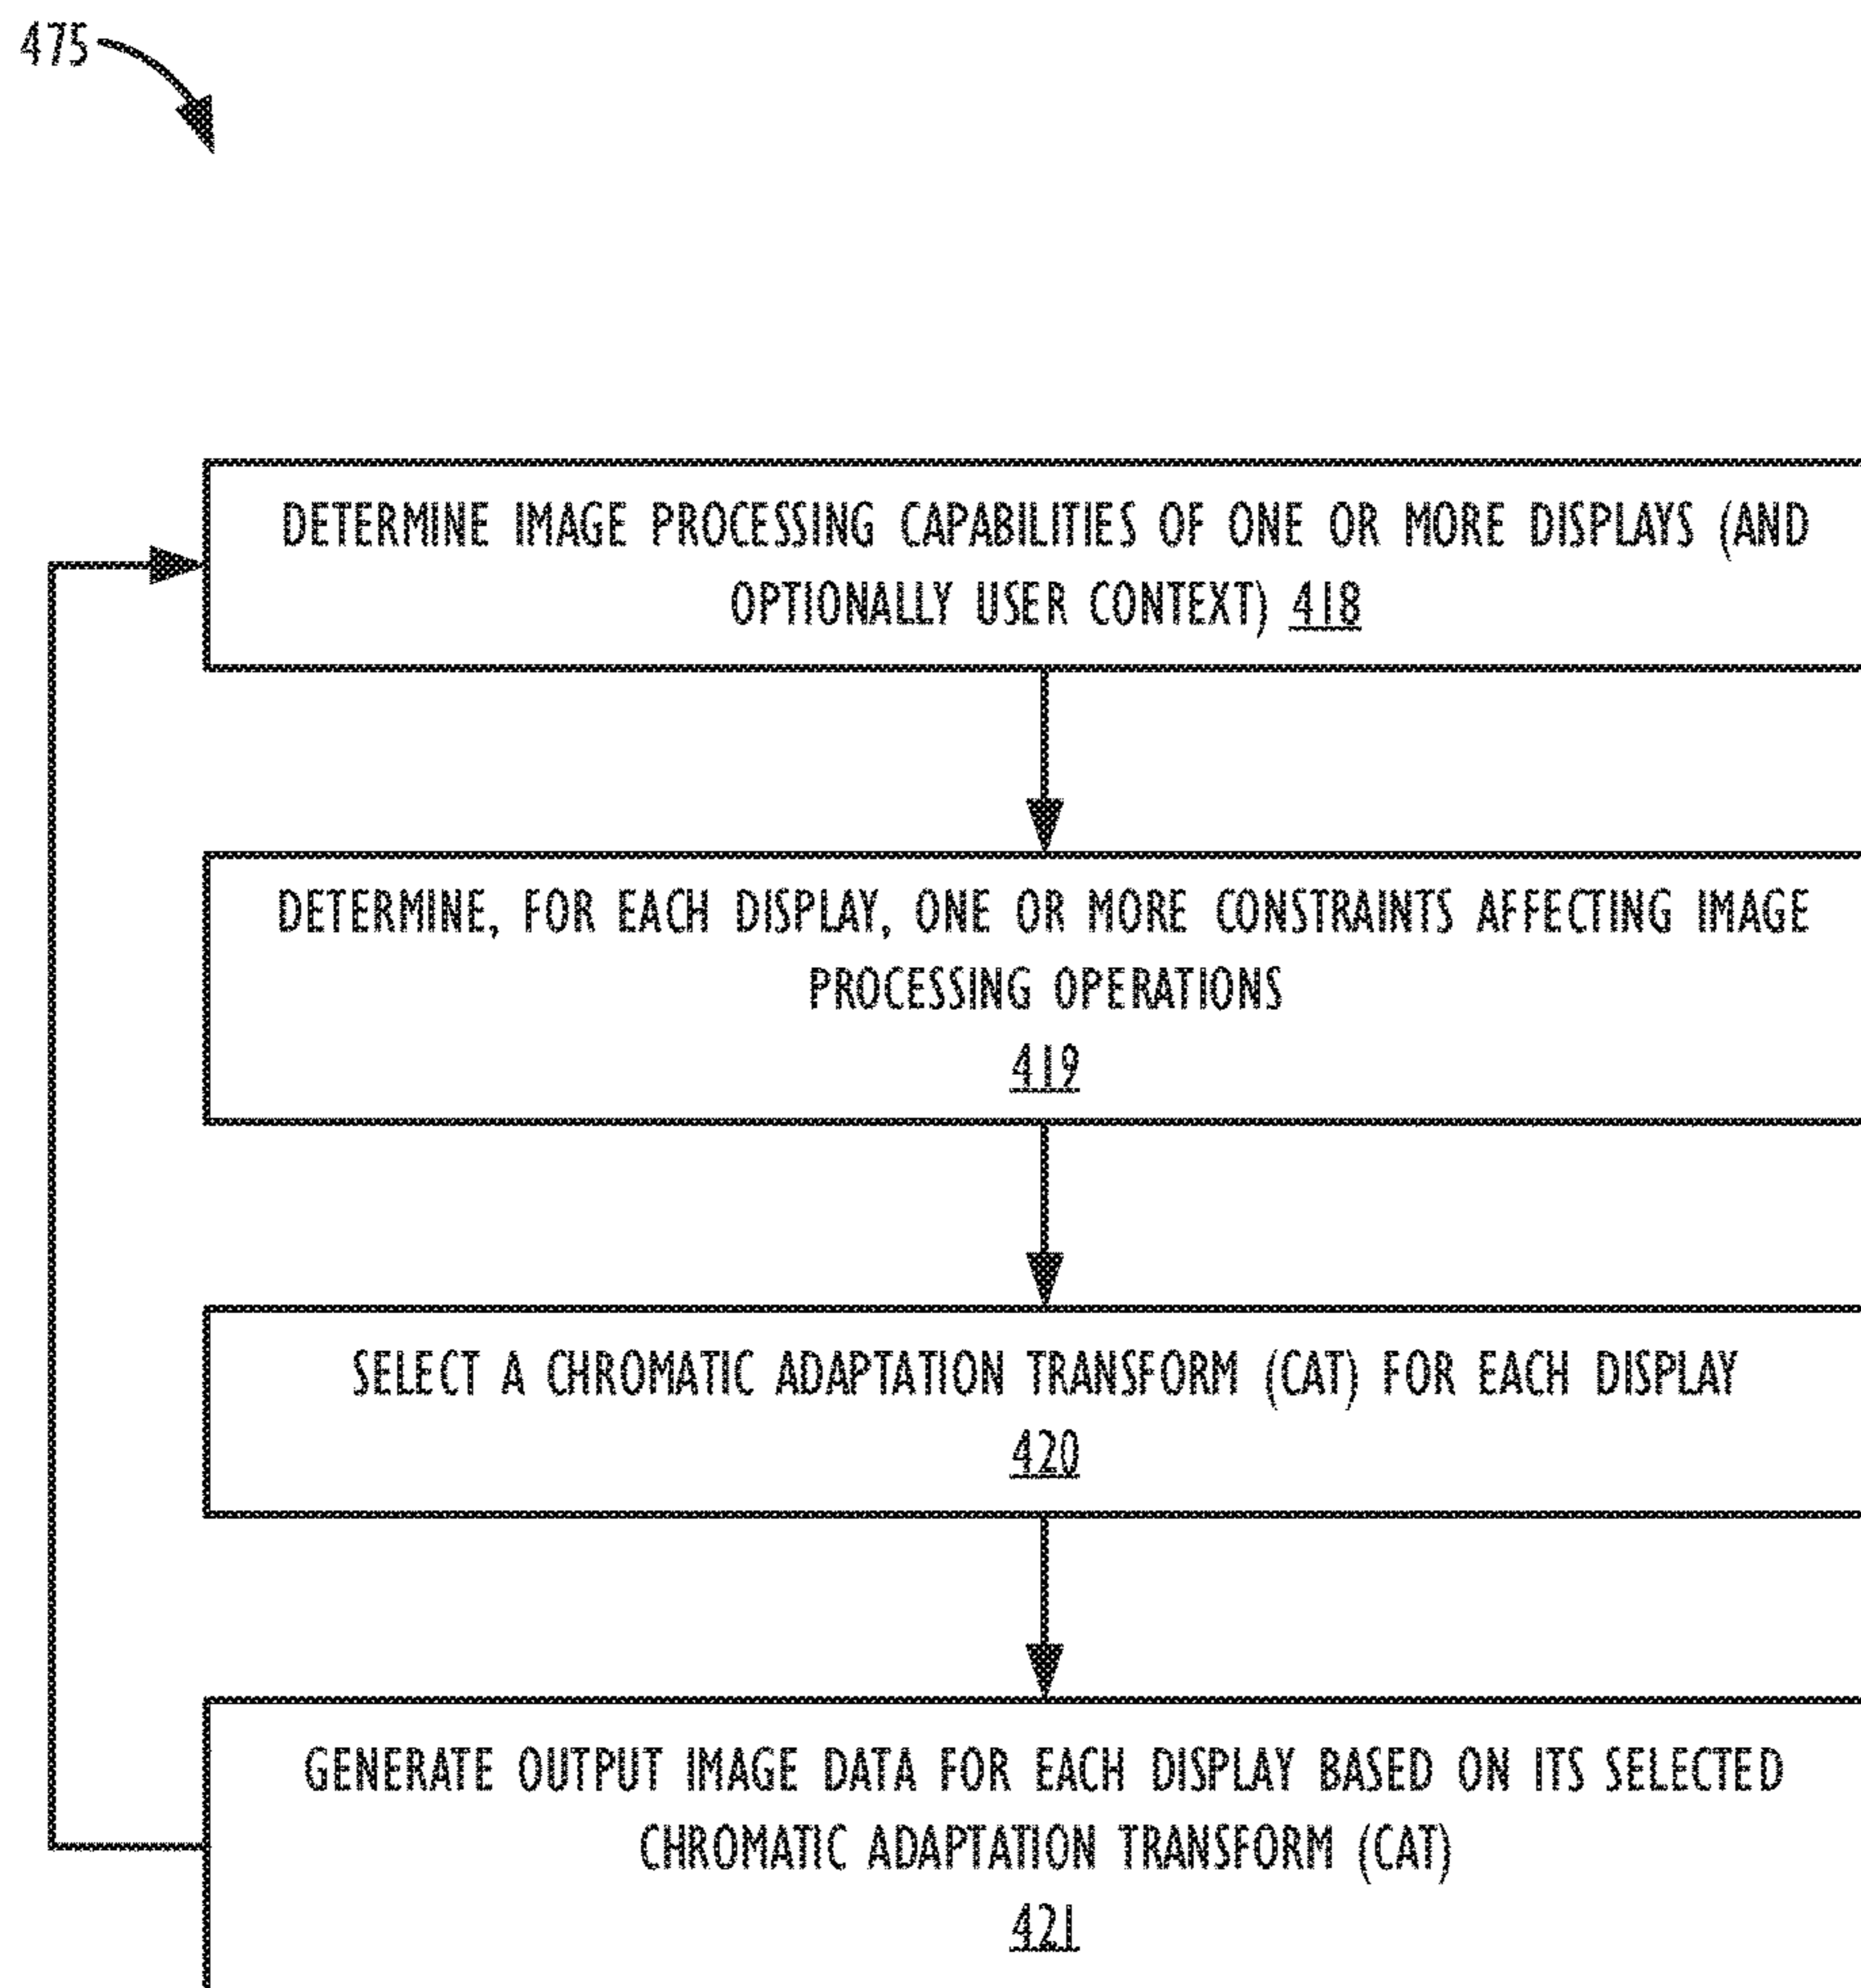 475
DETERMINE IMAGE PROCESSING CAPABILITIES OF ONE OR MORE DISPLAYS (AND
OPTIONALLY USER CONTEXT) 418
DETERMINE, FOR EACH DISPLAY, ONE OR MORE CONSTRAINTS AFFECTING IMAGE
PROCESSING OPERATIONS
419
SELECT A CHROMATIC ADAPTATION TRANSFORM (CAT) FOR EACH DISPLAY
420
GENERATE OUTPUT IMAGE DATA FOR EACH DISPLAY BASED ON ITS SELECTED
CHROMATIC ADAPTATION TRANSFORM (CAT)
421